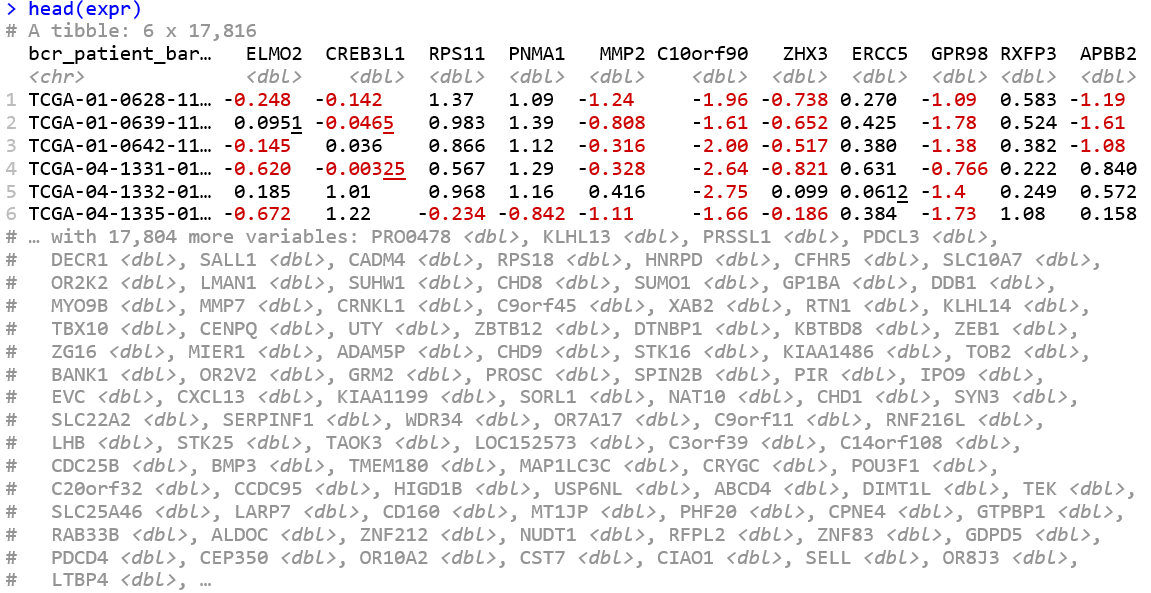 > head(expr)
# A tibble: 6 x 17,816
  bcr_patient_bar…   ELMO2  CREB3L1  RPS11  PNMA1   MMP2 C10orf90   ZHX3  ERCC5  GPR98 RXFP3  APBB2
  <chr>              <dbl>    <dbl>  <dbl>  <dbl>  <dbl>    <dbl>  <dbl>  <dbl>  <dbl> <dbl>  <dbl>
1 TCGA-01-0628-11… -0.248  -0.142    1.37   1.09  -1.24     -1.96 -0.738 0.270  -1.09  0.583 -1.19
2 TCGA-01-0639-11…  0.0951 -0.0465   0.983  1.39  -0.808    -1.61 -0.652 0.425  -1.78  0.524 -1.61
3 TCGA-01-0642-11… -0.145   0.036    0.866  1.12  -0.316    -2.00 -0.517 0.380  -1.38  0.382 -1.08
4 TCGA-04-1331-01… -0.620  -0.00325  0.567  1.29  -0.328    -2.64 -0.821 0.631  -0.766 0.222  0.840
5 TCGA-04-1332-01…  0.185   1.01     0.968  1.16   0.416    -2.75  0.099 0.0612 -1.4   0.249  0.572
6 TCGA-04-1335-01… -0.672   1.22    -0.234 -0.842 -1.11     -1.66 -0.186 0.384  -1.73  1.08   0.158
# … with 17,804 more variables: PRO0478 <dbl>, KLHL13 <dbl>, PRSSL1 <dbl>, PDCL3 <dbl>,
#   DECR1 <dbl>, SALL1 <dbl>, CADM4 <dbl>, RPS18 <dbl>, HNRPD <dbl>, CFHR5 <dbl>, SLC10A7 <dbl>,
#   OR2K2 <dbl>, LMAN1 <dbl>, SUHW1 <dbl>, CHD8 <dbl>, SUMO1 <dbl>, GP1BA <dbl>, DDB1 <dbl>,
#   MYO9B <dbl>, MMP7 <dbl>, CRNKL1 <dbl>, C9orf45 <dbl>, XAB2 <dbl>, RTN1 <dbl>, KLHL14 <dbl>,
#   TBX10 <dbl>, CENPQ <dbl>, UTY <dbl>, ZBTB12 <dbl>, DTNBP1 <dbl>, KBTBD8 <dbl>, ZEB1 <dbl>,
#   ZG16 <dbl>, MIER1 <dbl>, ADAM5P <dbl>, CHD9 <dbl>, STK16 <dbl>, KIAA1486 <dbl>, TOB2 <dbl>,
#   BANK1 <dbl>, OR2V2 <dbl>, GRM2 <dbl>, PROSC <dbl>, SPIN2B <dbl>, PIR <dbl>, IPO9 <dbl>,
#   EVC <dbl>, CXCL13 <dbl>, KIAA1199 <dbl>, SORL1 <dbl>, NAT10 <dbl>, CHD1 <dbl>, SYN3 <dbl>,
#   SLC22A2 <dbl>, SERPINF1 <dbl>, WDR34 <dbl>, OR7A17 <dbl>, C9orf11 <dbl>, RNF216L <dbl>,
#   LHB <dbl>, STK25 <dbl>, TAOK3 <dbl>, LOC152573 <dbl>, C3orf39 <dbl>, C14orf108 <dbl>,
#   CDC25B <dbl>, BMP3 <dbl>, TMEM180 <dbl>, MAP1LC3C <dbl>, CRYGC <dbl>, POU3F1 <dbl>,
#   C20orf32 <dbl>, CCDC95 <dbl>, HIGD1B <dbl>, USP6NL <dbl>, ABCD4 <dbl>, DIMT1L <dbl>, TEK <dbl>,
#   SLC25A46 <dbl>, LARP7 <dbl>, CD160 <dbl>, MT1JP <dbl>, PHF20 <dbl>, CPNE4 <dbl>, GTPBP1 <dbl>,
#   RAB33B <dbl>, ALDOC <dbl>, ZNF212 <dbl>, NUDT1 <dbl>, RFPL2 <dbl>, ZNF83 <dbl>, GDPD5 <dbl>,
#   PDCD4 <dbl>, CEP350 <dbl>, OR10A2 <dbl>, CST7 <dbl>, CIAO1 <dbl>, SELL <dbl>, OR8J3 <dbl>,
#   LTBP4 <dbl>, …